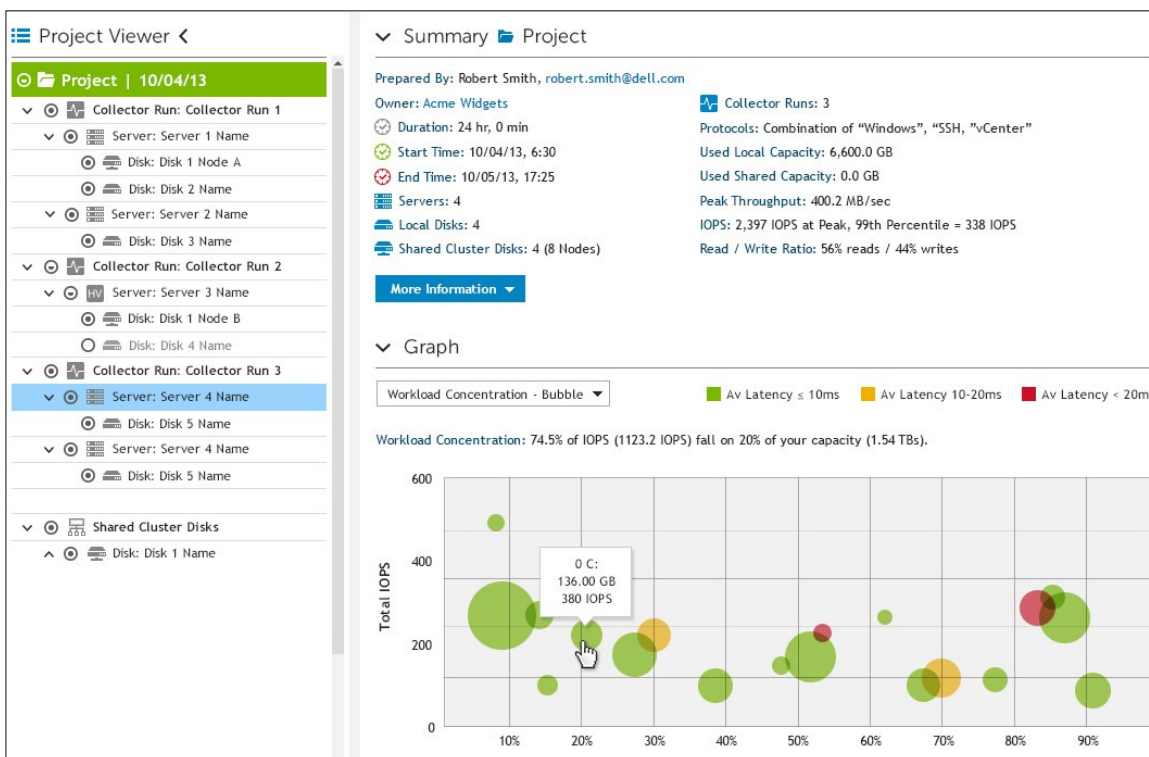 Project Viewer
Project | 10/04/13
Collector Run: Collector Run 1
Server: Server 1 Name
Disk: Disk 1 Node A
Disk: Disk 2 Name
Server: Server 2 Name
Disk: Disk 3 Name
Collector Run: Collector Run 2
HV Server: Server 3 Name
Disk: Disk 1 Node B
Disk: Disk 4 Name
Collector Run: Collector Run 3
Server: Server 4 Name
Disk: Disk 5 Name
Server: Server 4 Name
Disk: Disk 5 Name
Shared Cluster Disks
Disk: Disk 1 Name
Summary Project
Prepared By: Robert Smith, robert.smith@dell.com
Owner: Acme Widgets
Duration: 24 hr, 0 min
Start Time: 10/04/13, 6:30
End Time: 10/05/13, 17:25
Servers: 4
Local Disks: 4
Shared Cluster Disks: 4 (8 Nodes)
Collector Runs: 3
Protocols: Combination of “Windows”, “SSH, ”vCenter”
Used Local Capacity: 6,600.0 GB
Used Shared Capacity: 0.0 GB
Peak Throughput: 400.2 MB/sec
IOPS: 2,397 IOPS at Peak, 99th Percentile = 338 IOPS
Read / Write Ratio: 56% reads / 44% writes
More Information
Graph
Workload Concentration - Bubble
Av Latency ≤ 10ms
Av Latency 10-20ms
Av Latency < 20m
Workload Concentration: 74.5% of IOPS (1123.2 IOPS) fall on 20% of your capacity (1.54 TBs).
Total IOPS
600
400
200
0
0 C:
136.00 GB
380 IOPS
10% 20% 30% 40% 50% 60% 70% 80% 90%